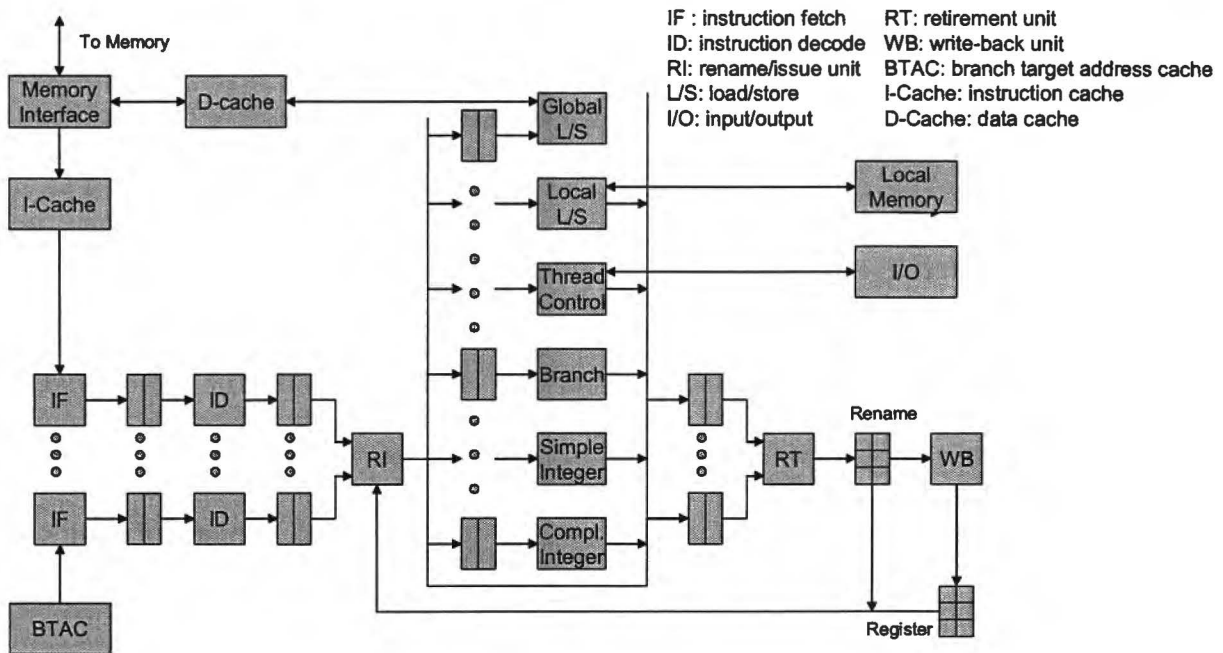 IF : instruction fetch
RT: retirement unit
ID: instruction decode
WB: write-back unit
RI: rename/issue unit
BTAC: branch target address cache
L/S: load/store
I-Cache: instruction cache
I/O: input/output
D-Cache: data cache
To Memory
Memory
Interface
D-cache
Global
L/S
I-Cache
Local
L/S
Local
Memory
Thread
Control
I/O
IF
ID
Branch
Rename
RI
Simple
Integer
RT
WB
IF
ID
Compl.
Integer
BTAC
Register